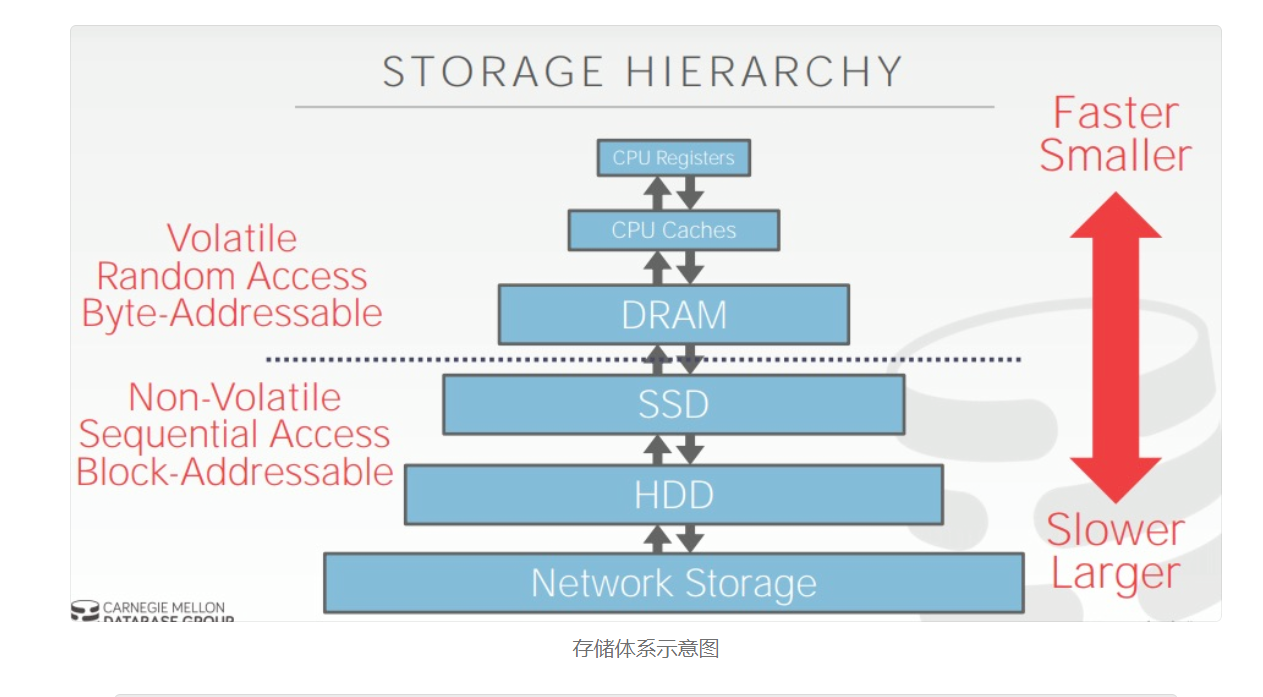 STORAGE HIERARCHY
Faster
Smaller
CPU Registers
CPU Caches
Volatile
Random Access
Byte-Addressable
DRAM
Non-Volatile
Sequential Access
Block-Addressable
SSD
HDD
Slower
Larger
Network Storage
CARNEGIE MELLON
DATABASE GROUP
存储体系示意图